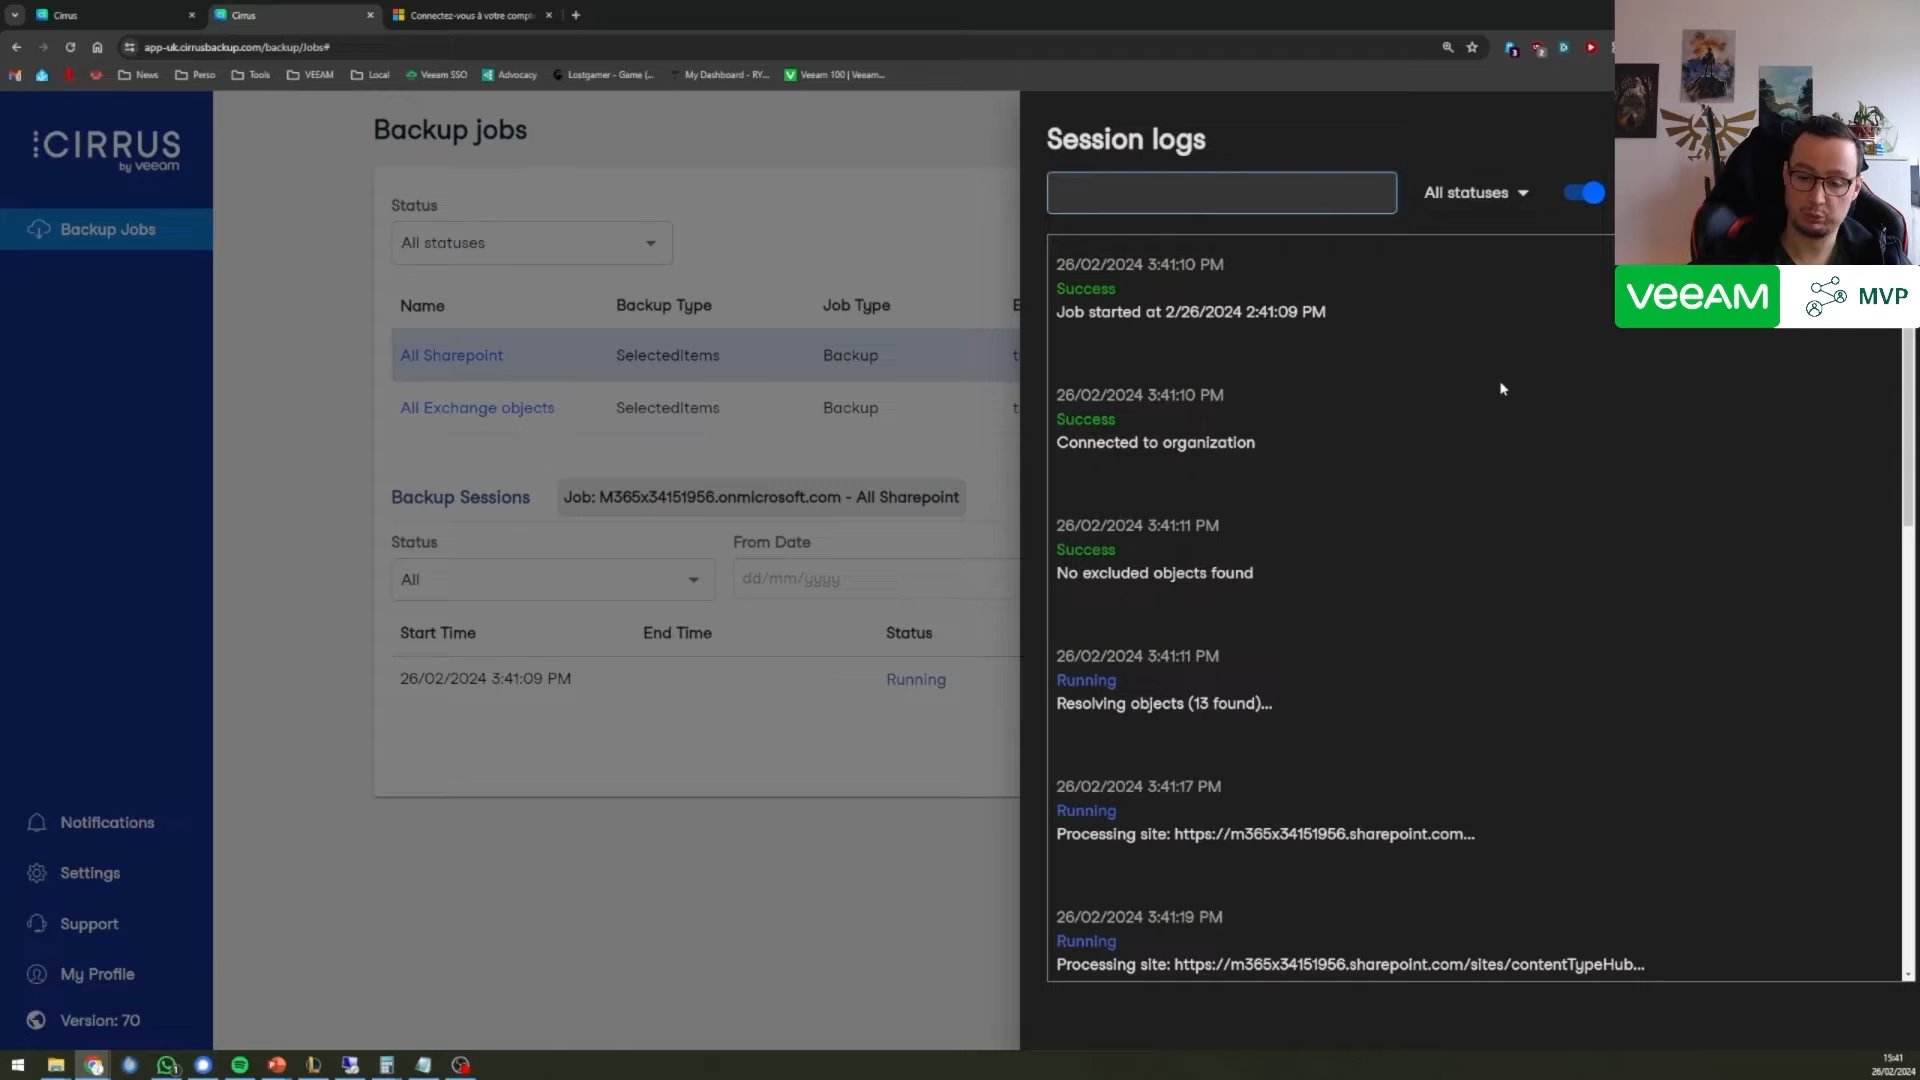 Cirrus
Cirrus
Connectez-vous à votre compt
app-uk.cirrusbackup.com/backup/Jobs#
News
Perso
Tools
VEEAM
Local
Veeam SSO
Advocacy
Lostgamer - Game (...
My Dashboard - RY...
Veeam 100 | Veeam...
CIRRUS
by veeam
Backup Jobs
Notifications
Settings
Support
My Profile
Version: 70
Backup jobs
Status
All statuses
Name Backup Type Job Type
All Sharepoint SelectedItems Backup
All Exchange objects SelectedItems Backup
Backup Sessions Job: M365x34151956.onmicrosoft.com - All Sharepoint
Status From Date
All dd/mm/yyyy
Start Time End Time Status
26/02/2024 3:41:09 PM Running
Session logs
All statuses
26/02/2024 3:41:10 PM
Success
Job started at 2/26/2024 2:41:09 PM
26/02/2024 3:41:10 PM
Success
Connected to organization
26/02/2024 3:41:11 PM
Success
No excluded objects found
26/02/2024 3:41:11 PM
Running
Resolving objects (13 found)...
26/02/2024 3:41:17 PM
Running
Processing site: https://m365x34151956.sharepoint.com...
26/02/2024 3:41:19 PM
Running
Processing site: https://m365x34151956.sharepoint.com/sites/contentTypeHub...
VEEAM
MVP
15:41
26/02/2024